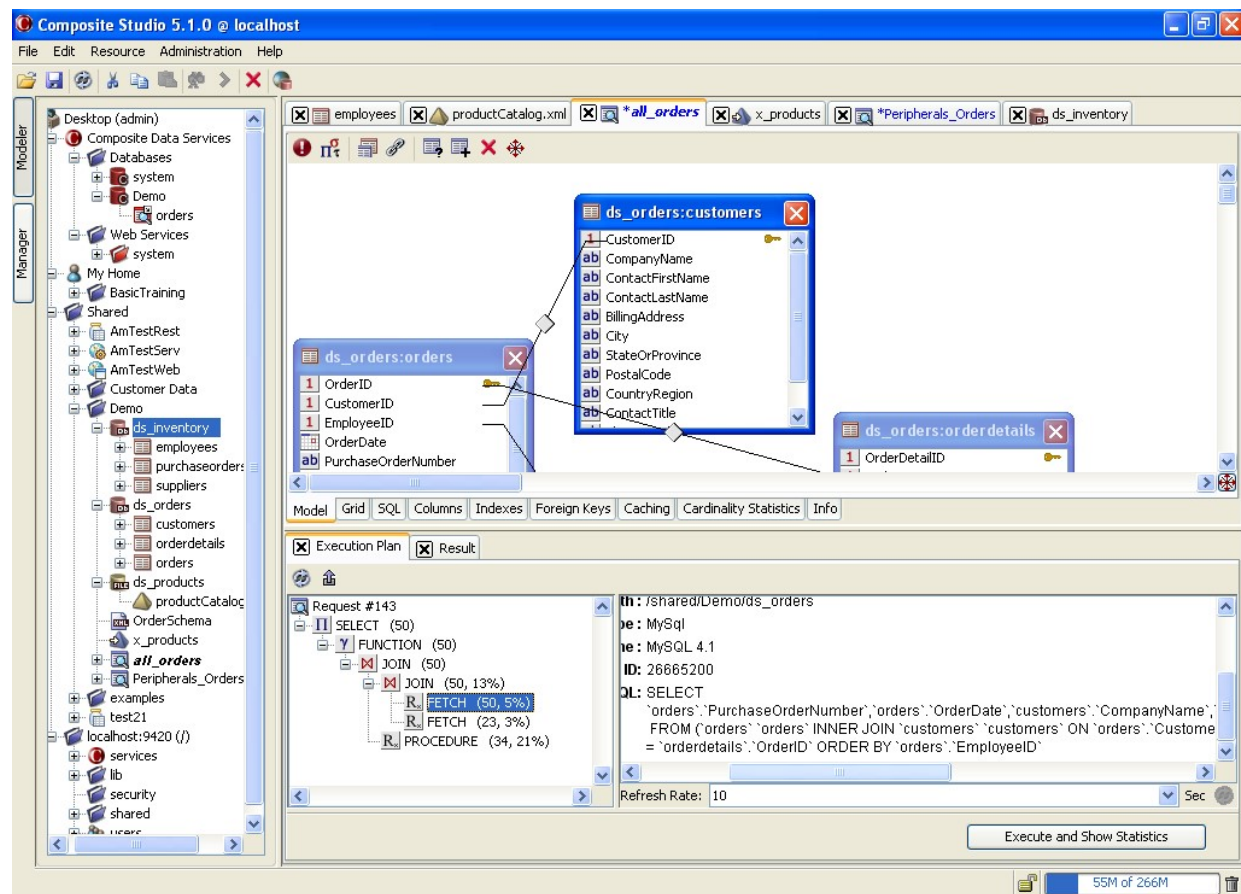 Composite Studio 5.1.0 @ localhost
File Edit Resource Administration Help
Modeler
Manager
Desktop (admin)
Composite Data Services
Databases
system
Demo
orders
Web Services
system
My Home
BasicTraining
Shared
AmTestRest
AmTestServ
AmTestWeb
Customer Data
Demo
ds_inventory
employees
purchaseorders
suppliers
ds_orders
customers
orderdetails
orders
ds_products
productCatalog
OrderSchema
x_products
all_orders
Peripherals_Orders
examples
test21
localhost:9420 (/)
services
lib
security
shared
users
employees productCatalog.xml *all_orders x_products *Peripherals_Orders ds_inventory
ds_orders:customers
CustomerID
CompanyName
ContactFirstName
ContactLastName
BillingAddress
City
StateOrProvince
PostalCode
CountryRegion
ContactTitle
ds_orders:orders
OrderID
CustomerID
EmployeeID
OrderDate
PurchaseOrderNumber
ds_orders:orderdetails
OrderDetailID
Model Grid SQL Columns Indexes Foreign Keys Caching Cardinality Statistics Info
Execution Plan Result
Request #143
SELECT (50)
FUNCTION (50)
JOIN (50)
JOIN (50, 13%)
FETCH (50, 5%)
FETCH (23, 3%)
PROCEDURE (34, 21%)
th : /shared/Demo/ds_orders
pe : MySql
ne : MySQL 4.1
ID: 26665200
QL: SELECT
`orders`.`PurchaseOrderNumber`,`orders`.`OrderDate`,`customers`.`CompanyName`,`
FROM (`orders` `orders` INNER JOIN `customers` `customers` ON `orders`.`Custome
= `orderdetails`.`OrderID` ORDER BY `orders`.`EmployeeID`
Refresh Rate: 10 Sec
Execute and Show Statistics
55M of 266M